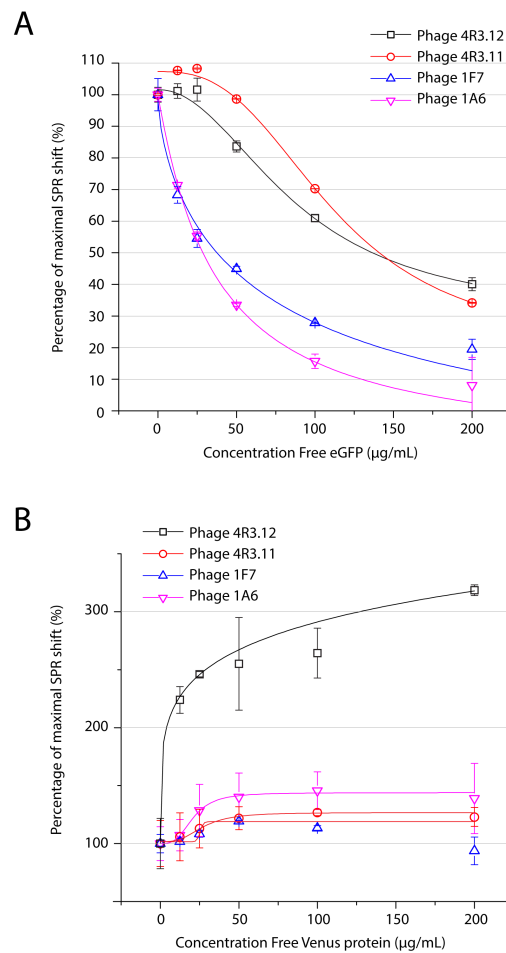 A
Phage 4R3.12
Phage 4R3.11
Phage 1F7
Phage 1A6
Percentage of maximal SPR shift (%)
110
100
90
80
70
60
50
40
30
20
10
0
0 50 100 150 200
Concentration Free eGFP (µg/mL)
B
Phage 4R3.12
Phage 4R3.11
Phage 1F7
Phage 1A6
Percentage of maximal SPR shift (%)
300
200
100
0 50 100 150 200
Concentration Free Venus protein (µg/mL)